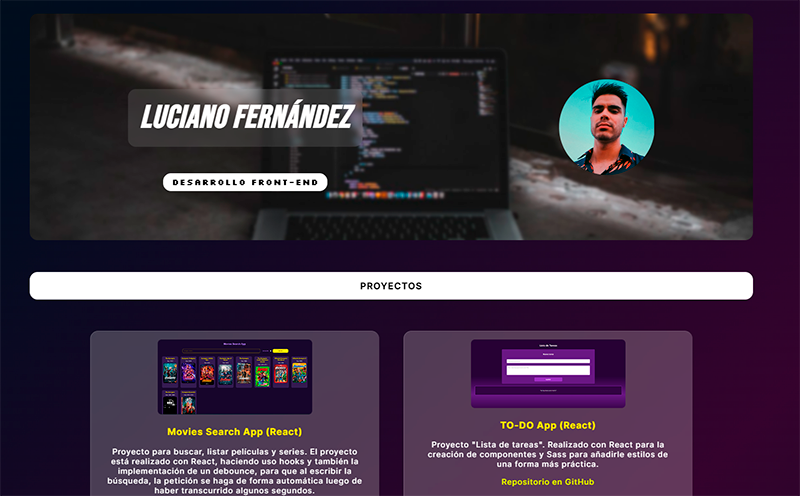 LUCIANO FERNÁNDEZ
DESARROLLO FRONT-END
PROYECTOS
Movies Search App
Lista de Tareas
Movies Search App (React)
Proyecto para buscar, listar películas y series. El proyecto
está realizado con React, haciendo uso hooks y también la
implementación de un debounce, para que al escribir la
búsqueda, la petición se haga de forma automática luego de
haber transcurrido algunos segundos.
TO-DO App (React)
Proyecto "Lista de tareas". Realizado con React para la
creación de componentes y Sass para añadirle estilos de
una forma más práctica.
Repositorio en GitHub